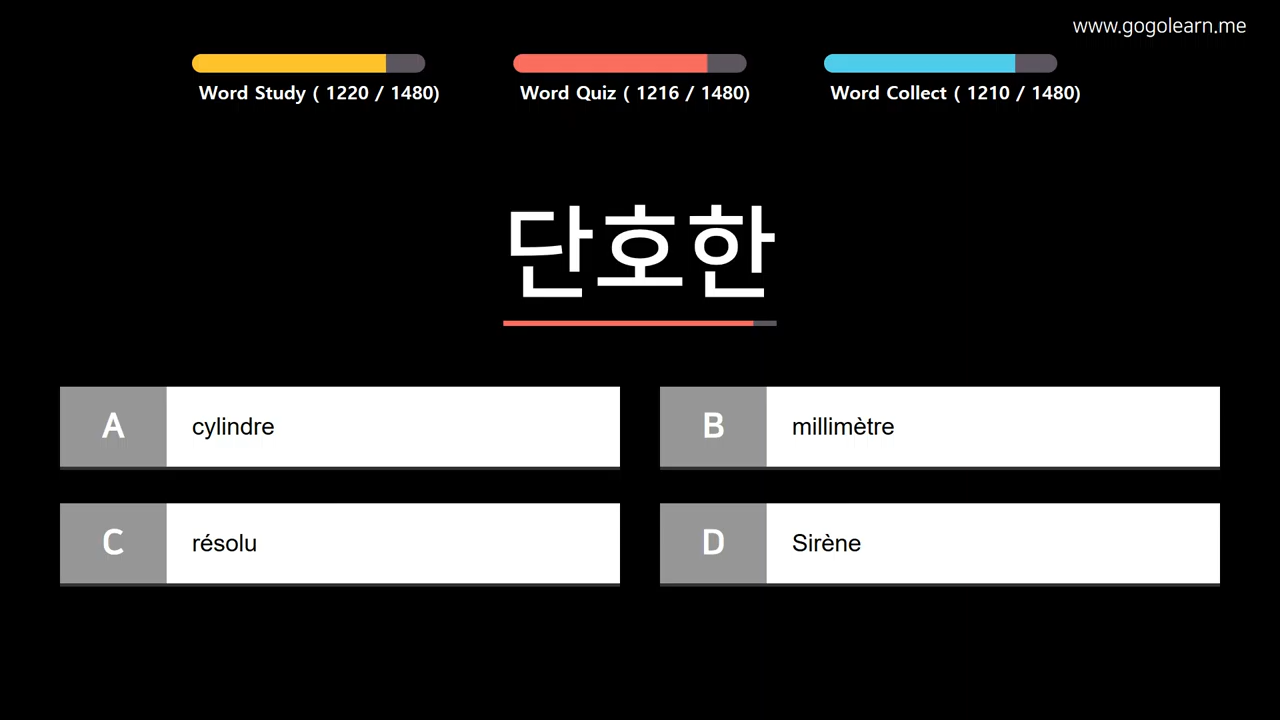 www.gogolearn.me
Word Study ( 1220 / 1480)
Word Quiz ( 1216 / 1480)
Word Collect ( 1210 / 1480)
단호한
A cylindre
B millimètre
C résolu
D Sirène